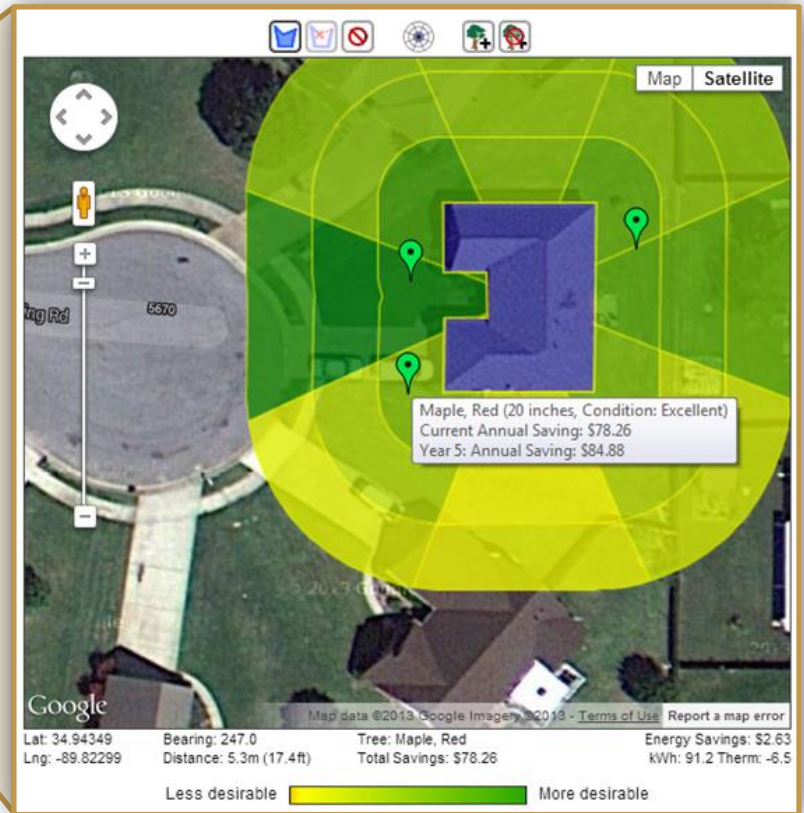 Map Satellite
ng Rd
5670
Maple, Red (20 inches, Condition: Excellent)
Current Annual Saving: $78.26
Year 5: Annual Saving: $84.88
Google
Map data ©2013 Google Imagery ©2013 - Terms of Use Report a map error
Lat: 34.94349 Bearing: 247.0 Tree: Maple, Red Energy Savings: $2.63
Lng: -89.82299 Distance: 5.3m (17.4ft) Total Savings: $78.26 kWh: 91.2 Therm: -6.5
Less desirable More desirable